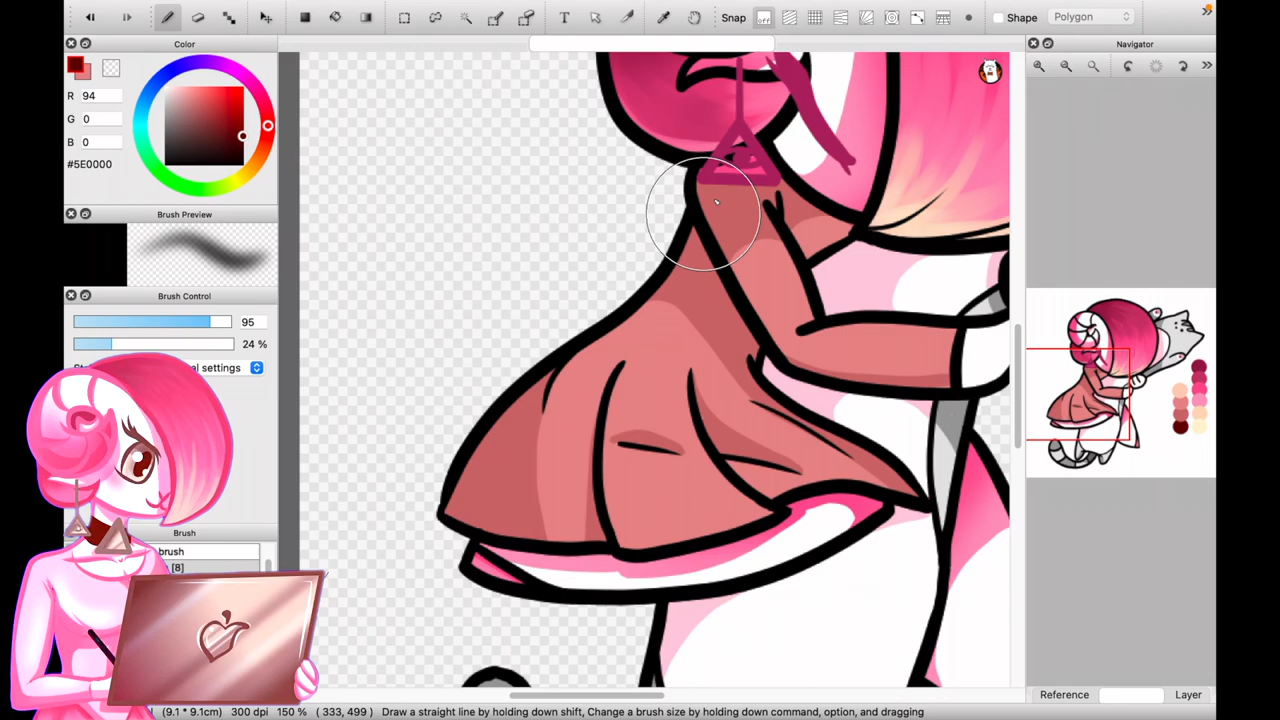 Snap
off
Shape
Polygon
Color
R 94
G 0
B 0
#5E0000
Brush Preview
Brush Control
95
24 %
al settings
Brush
brush
[8]
Navigator
Reference
Layer
(9.1 * 9.1cm) 300 dpi 150 % ( 333, 499 ) Draw a straight line by holding down shift, Change a brush size by holding down command, option, and dragging